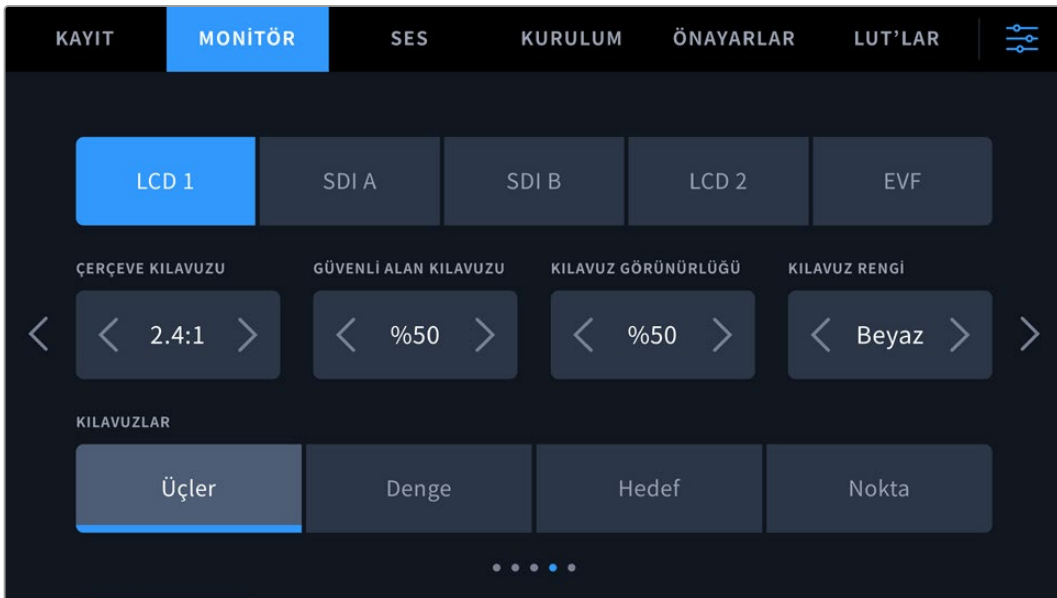 KAYIT MONİTÖR SES KURULUM ÖNAYARLAR LUT’LAR
LCD 1 SDI A SDI B LCD 2 EVF
ÇERÇEVE KILAVUZU GÜVENLİ ALAN KILAVUZU KILAVUZ GÖRÜNÜRLÜĞÜ KILAVUZ RENGİ
2.4:1 %50 %50 Beyaz
KILAVUZLAR
Üçler Denge Hedef Nokta